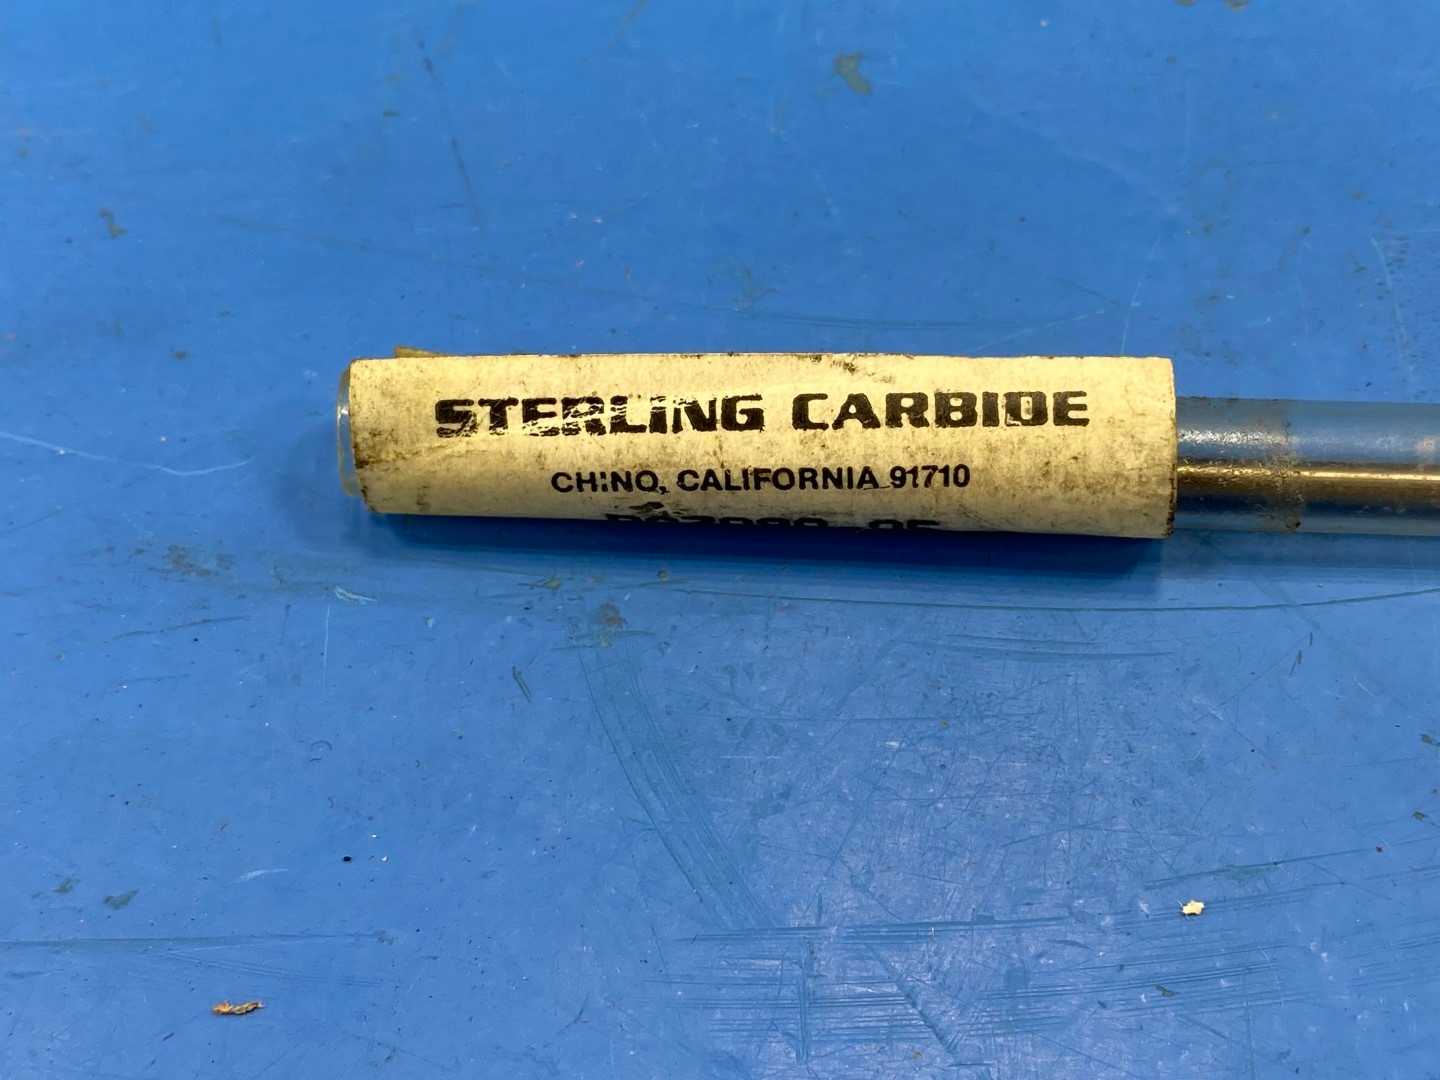 STERLING CARBIDE
CHINO, CALIFORNIA 91710